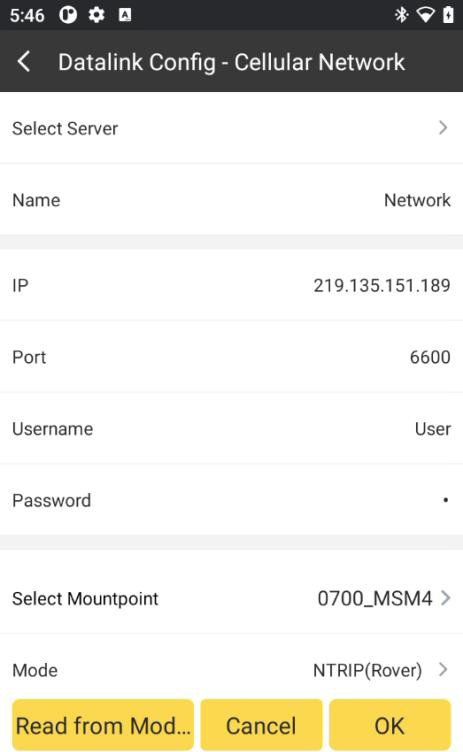 5:46
Datalink Config - Cellular Network
Select Server
Name Network
IP 219.135.151.189
Port 6600
Username User
Password •
Select Mountpoint 0700_MSM4
Mode NTRIP(Rover)
Read from Mod... Cancel OK